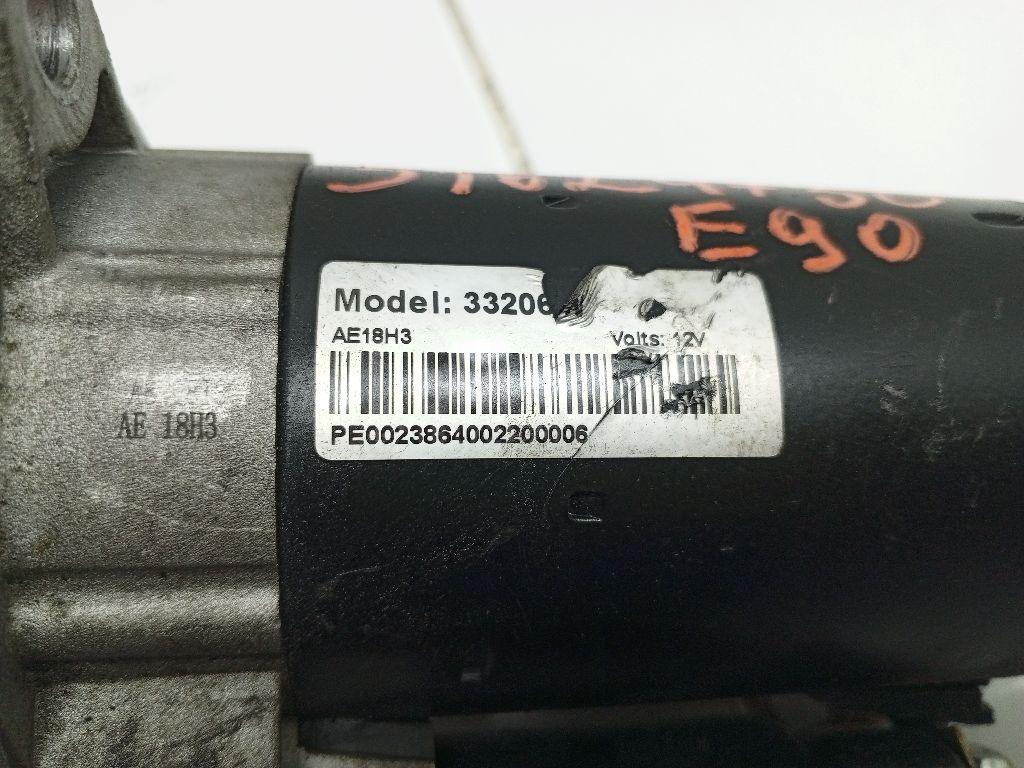 E90
Model: 33206
AE18H3
Volts: 12V
PE0023864002200006
AE 18H3